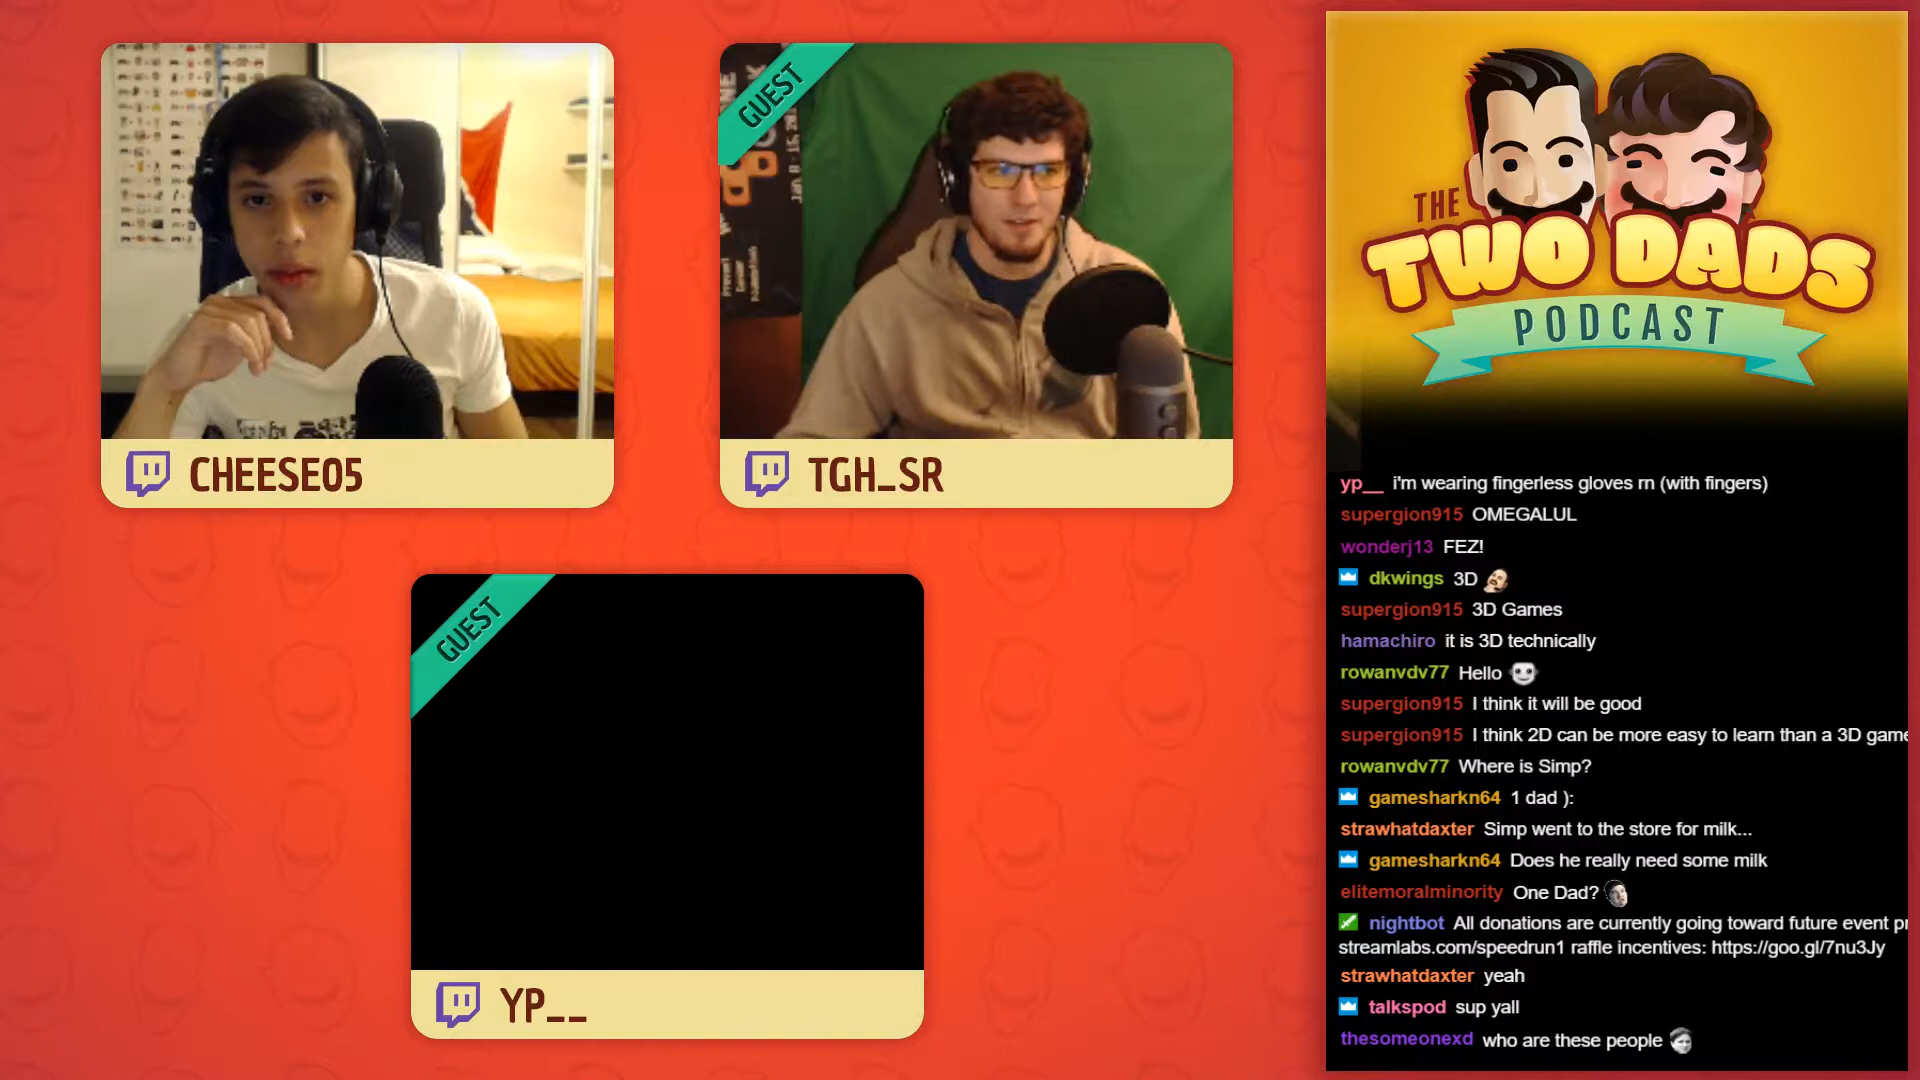 GUEST
CHEESE05
TGH_SR
GUEST
YP__
THE
TWO DADS
PODCAST
yp__ i'm wearing fingerless gloves rn (with fingers)
supergion915 OMEGALUL
wonderj13 FEZ!
dkwings 3D
supergion915 3D Games
hamachiro it is 3D technically
rowanvdv77 Hello
supergion915 I think it will be good
supergion915 I think 2D can be more easy to learn than a 3D game
rowanvdv77 Where is Simp?
gamesharkn64 1 dad ):
strawhatdaxter Simp went to the store for milk...
gamesharkn64 Does he really need some milk
elitemoralminority One Dad?
nightbot All donations are currently going toward future event pr
streamlabs.com/speedrun1 raffle incentives: https://goo.gl/7nu3Jy
strawhatdaxter yeah
talkspod sup yall
thesomeonexd who are these people